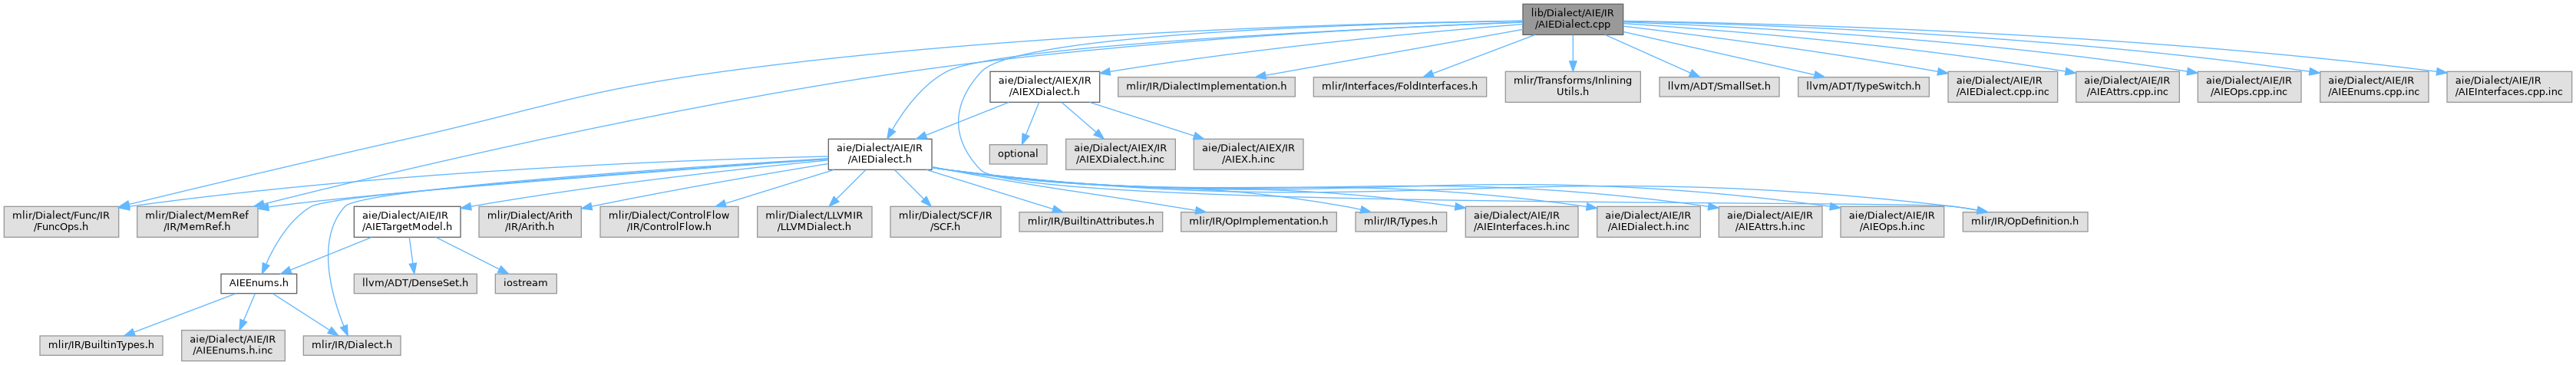 lib/Dialect/AIE/IR
/AIEDialect.cpp
aie/Dialect/AIEX/IR
/AIEXDialect.h
mlir/IR/DialectImplementation.h
mlir/Interfaces/FoldInterfaces.h
mlir/Transforms/Inlining
Utils.h
llvm/ADT/SmallSet.h
llvm/ADT/TypeSwitch.h
aie/Dialect/AIE/IR
/AIEDialect.cpp.inc
aie/Dialect/AIE/IR
/AIEAttrs.cpp.inc
aie/Dialect/AIE/IR
/AIEOps.cpp.inc
aie/Dialect/AIE/IR
/AIEEnums.cpp.inc
aie/Dialect/AIE/IR
/AIEInterfaces.cpp.inc
aie/Dialect/AIE/IR
/AIEDialect.h
optional
aie/Dialect/AIEX/IR
/AIEXDialect.h.inc
aie/Dialect/AIEX/IR
/AIEX.h.inc
mlir/Dialect/Func/IR
/FuncOps.h
mlir/Dialect/MemRef
/IR/MemRef.h
aie/Dialect/AIE/IR
/AIETargetModel.h
mlir/Dialect/Arith
/IR/Arith.h
mlir/Dialect/ControlFlow
/IR/ControlFlow.h
mlir/Dialect/LLVMIR
/LLVMDialect.h
mlir/Dialect/SCF/IR
/SCF.h
mlir/IR/BuiltinAttributes.h
mlir/IR/OpImplementation.h
mlir/IR/Types.h
aie/Dialect/AIE/IR
/AIEInterfaces.h.inc
aie/Dialect/AIE/IR
/AIEDialect.h.inc
aie/Dialect/AIE/IR
/AIEAttrs.h.inc
aie/Dialect/AIE/IR
/AIEOps.h.inc
mlir/IR/OpDefinition.h
AIEEnums.h
llvm/ADT/DenseSet.h
iostream
mlir/IR/BuiltinTypes.h
aie/Dialect/AIE/IR
/AIEEnums.h.inc
mlir/IR/Dialect.h